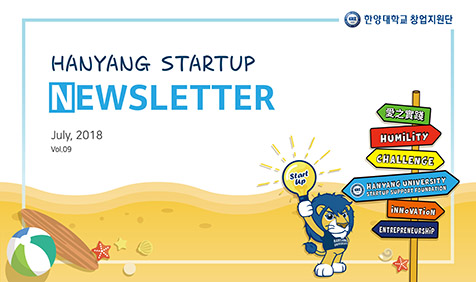 한양대학교 창업지원단
HANYANG STARTUP
NEWSLETTER
July, 2018
Vol.09
Start
Up
愛之實踐
HUMiLiTY
CHALLENGE
HANYANG UNIVERSITY
STARTUP SUPPORT FOUNDATION
iNNOVATiON
ENTREPRENEURSHiP